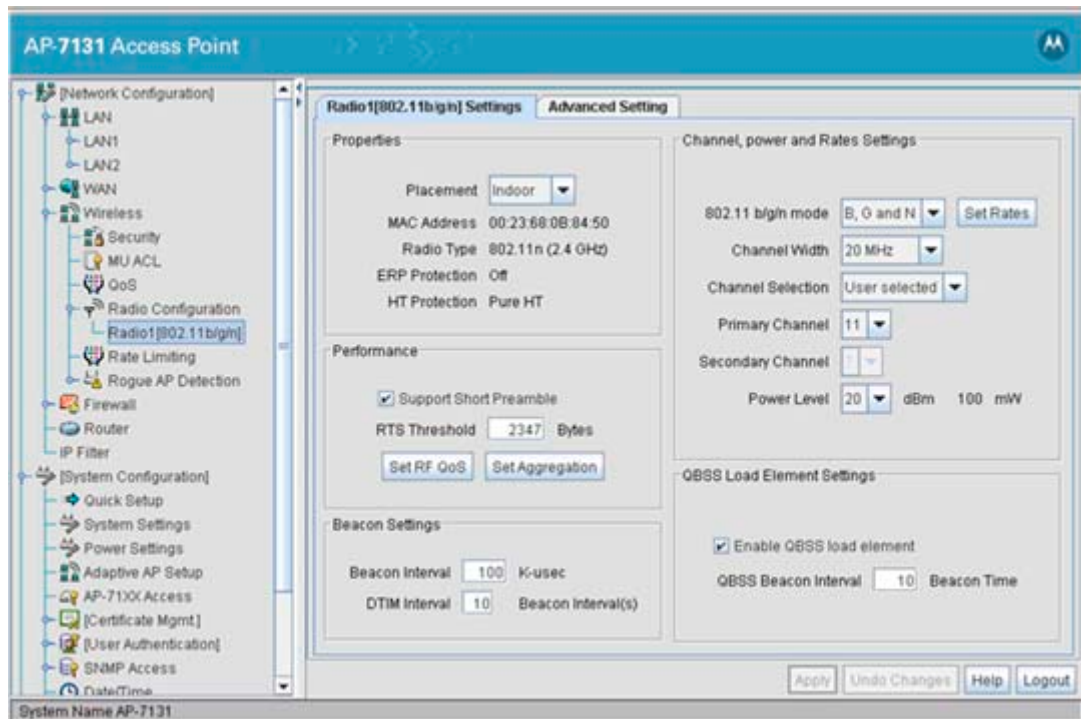 AP-7131 Access Point
[Network Configuration]
LAN
LAN1
LAN2
WAN
Wireless
Security
MU ACL
QoS
Radio Configuration
Radio1[802.11b/g/n]
Rate Limiting
Rogue AP Detection
Firewall
Router
IP Filter
[System Configuration]
Quick Setup
System Settings
Power Settings
Adaptive AP Setup
AP-71XX Access
[Certificate Mgmt.]
[User Authentication]
SNMP Access
Date/Time
Radio1[802.11b/g/n] Settings
Advanced Setting
Properties
Placement Indoor
MAC Address 00:23:68:0B:84:50
Radio Type 802.11n (2.4 GHz)
ERP Protection Off
HT Protection Pure HT
Performance
Support Short Preamble
RTS Threshold 2347 Bytes
Set RF QoS Set Aggregation
Beacon Settings
Beacon Interval 100 K-usec
DTIM Interval 10 Beacon Interval(s)
Channel, power and Rates Settings
802.11 b/g/n mode B, G and N Set Rates
Channel Width 20 MHz
Channel Selection User selected
Primary Channel 11
Secondary Channel
Power Level 20 dBm 100 mW
QBSS Load Element Settings
Enable QBSS load element
QBSS Beacon Interval 10 Beacon Time
Apply Undo Changes Help Logout
System Name AP-7131